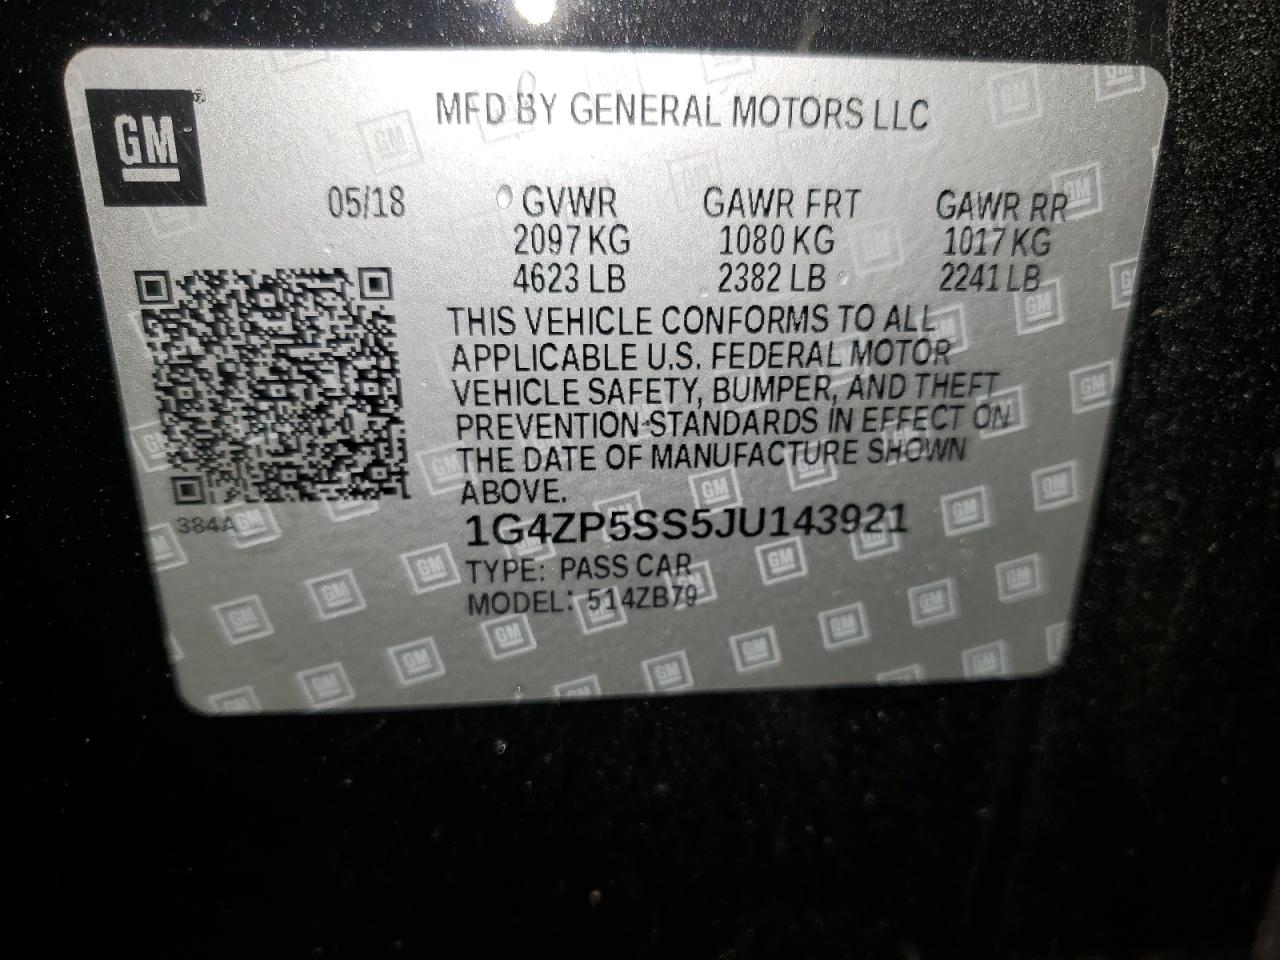 GM
MFD BY GENERAL MOTORS LLC
05/18
GVWR GAWR FRT GAWR RR
2097 KG 1080 KG 1017 KG
4623 LB 2382 LB 2241 LB
THIS VEHICLE CONFORMS TO ALL
APPLICABLE U.S. FEDERAL MOTOR
VEHICLE SAFETY, BUMPER, AND THEFT
PREVENTION STANDARDS IN EFFECT ON
THE DATE OF MANUFACTURE SHOWN
ABOVE.
384A
1G4ZP5SS5JU143921
TYPE: PASS CAR
MODEL: 514ZB79